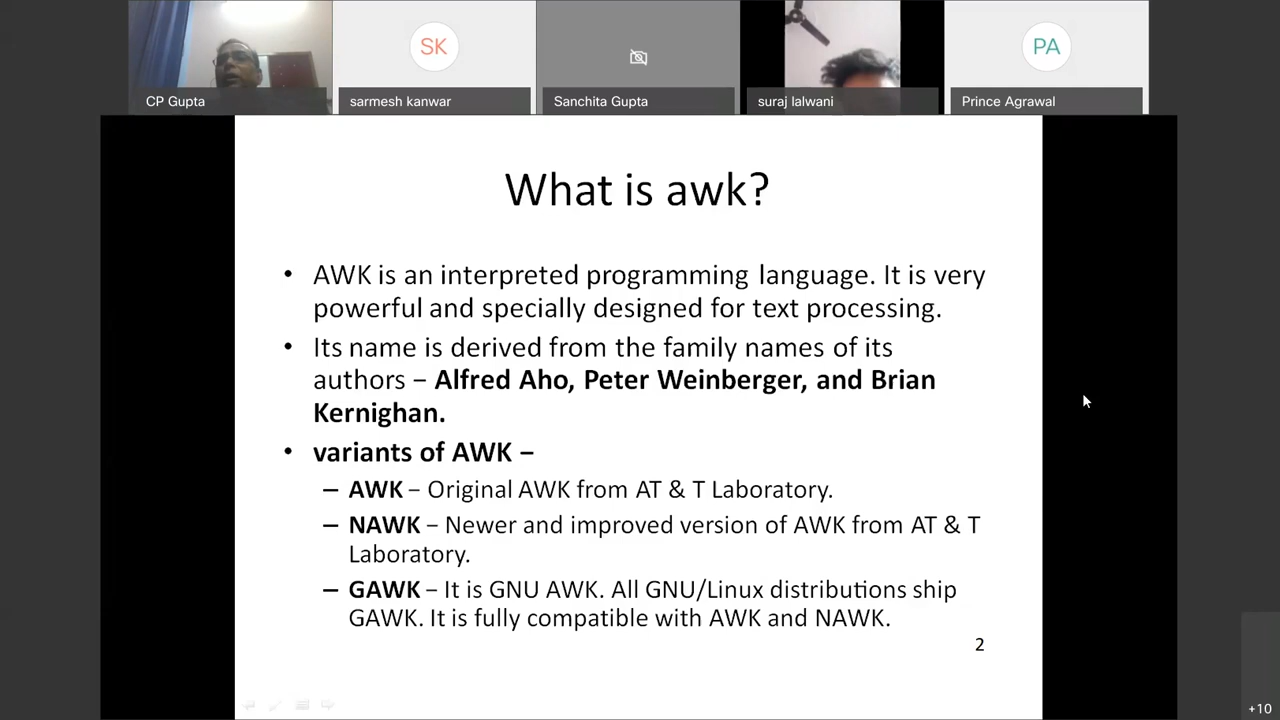 SK
PA
CP Gupta
sarmesh kanwar
Sanchita Gupta
suraj lalwani
Prince Agrawal
What is awk?
• AWK is an interpreted programming language. It is very
powerful and specially designed for text processing.
• Its name is derived from the family names of its
authors − Alfred Aho, Peter Weinberger, and Brian
Kernighan.
• variants of AWK −
– AWK − Original AWK from AT & T Laboratory.
– NAWK − Newer and improved version of AWK from AT & T
Laboratory.
– GAWK − It is GNU AWK. All GNU/Linux distributions ship
GAWK. It is fully compatible with AWK and NAWK.
2
+10